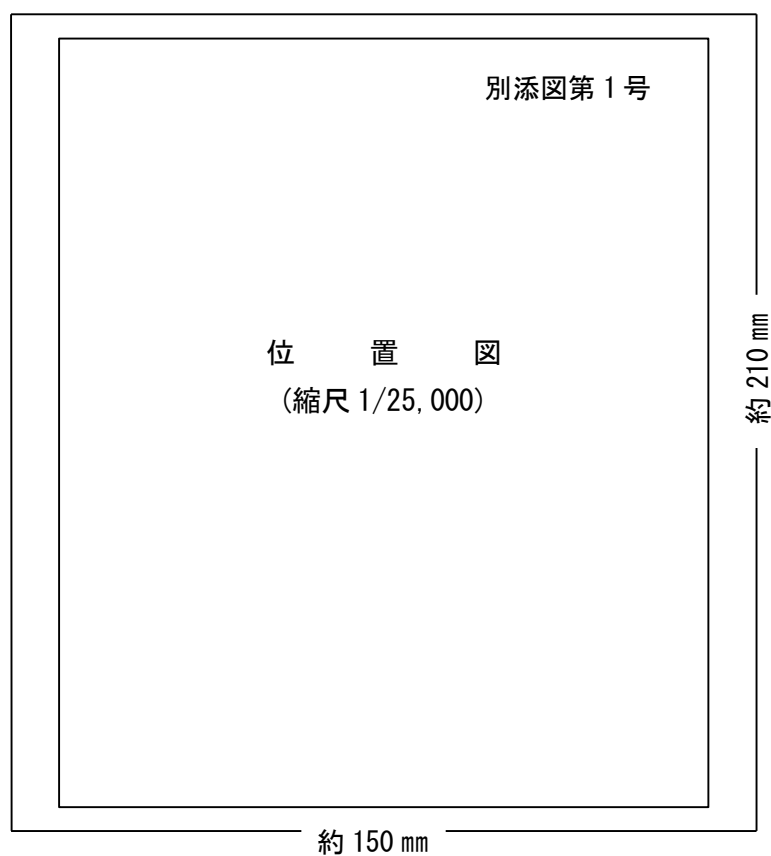 別添図第1号
位　置　図
(縮尺 1/25,000)
約 210 ㎜
約 150 ㎜